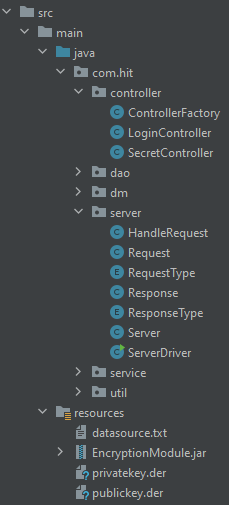 src
main
java
com.hit
controller
ControllerFactory
LoginController
SecretController
dao
dm
server
HandleRequest
Request
RequestType
Response
ResponseType
Server
ServerDriver
service
util
resources
datasource.txt
EncryptionModule.jar
privatekey.der
publickey.der